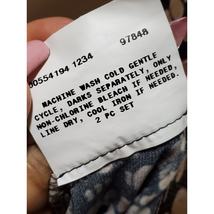 00554194 1234 97848
MACHINE WASH COLD GENTLE
CYCLE, DARKS SEPARATELY, ONLY
NON-CHLORINE BLEACH IF NEEDED,
LINE DRY, COOL IRON IF NEEDED.
2 PC SET